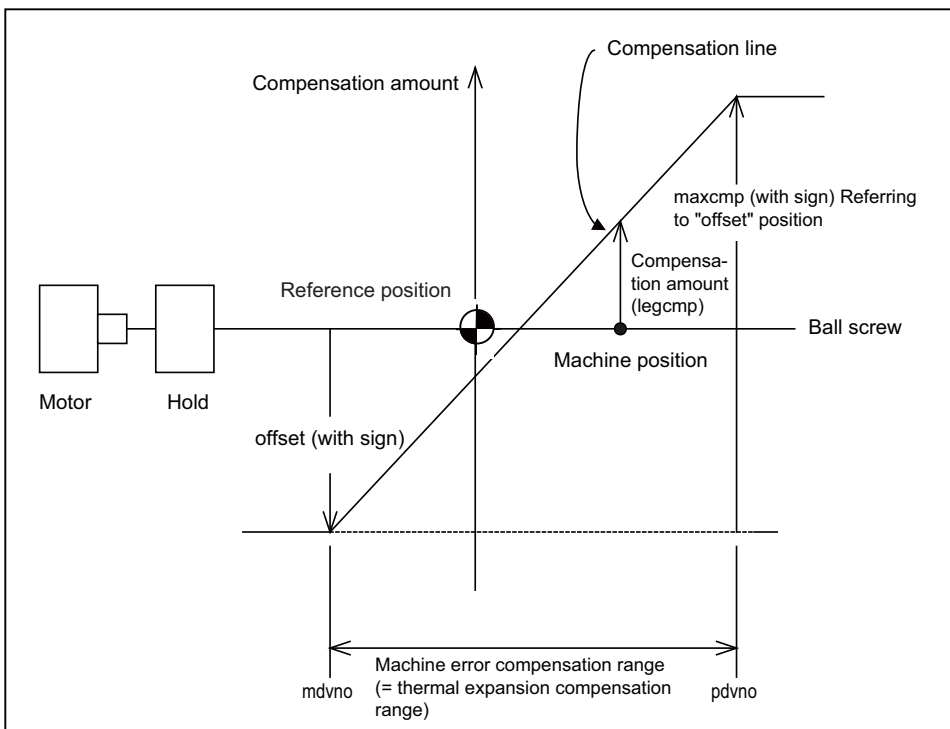 Compensation line
Compensation amount
maxcmp (with sign) Referring
to "offset" position
Compensa-
tion amount
(legcmp)
Reference position
Ball screw
Machine position
Motor
Hold
offset (with sign)
Machine error compensation range
(= thermal expansion compensation
range)
mdvno
pdvno